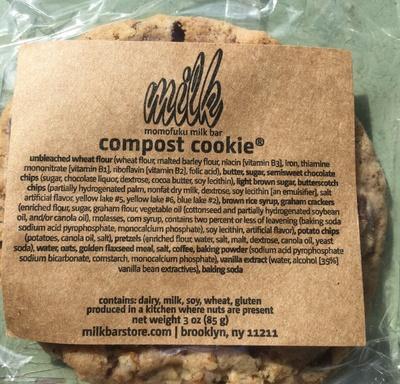 milk
momofuku milk bar
compost cookie®
unbleached wheat flour (wheat flour, malted barley flour, niacin [vitamin B3], iron, thiamine
mononitrate [vitamin B1], riboflavin [vitamin B2], folic acid), butter, sugar, semisweet chocolate
chips (sugar, chocolate liquor, dextrose, cocoa butter, soy lecithin), light brown sugar, butterscotch
chips (partially hydrogenated palm, nonfat dry milk, dextrose, soy lecithin [an emulsifier], salt
artificial flavor, yellow lake #5, yellow lake #6, blue lake #2), brown rice syrup, graham crackers
(enriched flour, sugar, graham flour, vegetable oil (cottonseed and partially hydrogenated soybean
oil, and/or canola oil), molasses, corn syrup, contains two percent or less of leavening (baking soda
sodium acid pyrophosphate, monocalcium phosphate), soy lecithin, artificial flavor), potato chips
(potatoes, canola oil, salt), pretzels (enriched flour, water, salt, malt, dextrose, canola oil, yeast
soda), water, oats, golden flaxseed meal, salt, coffee, baking powder (sodium acid pyrophosphate
sodium bicarbonate, cornstarch, monocalcium phosphate), vanilla extract (water, alcohol [35%]
vanilla bean extractives), baking soda
contains: dairy, milk, soy, wheat, gluten
produced in a kitchen where nuts are present
net weight 3 oz (85 g)
milkbarstore.com | brooklyn, ny 11211